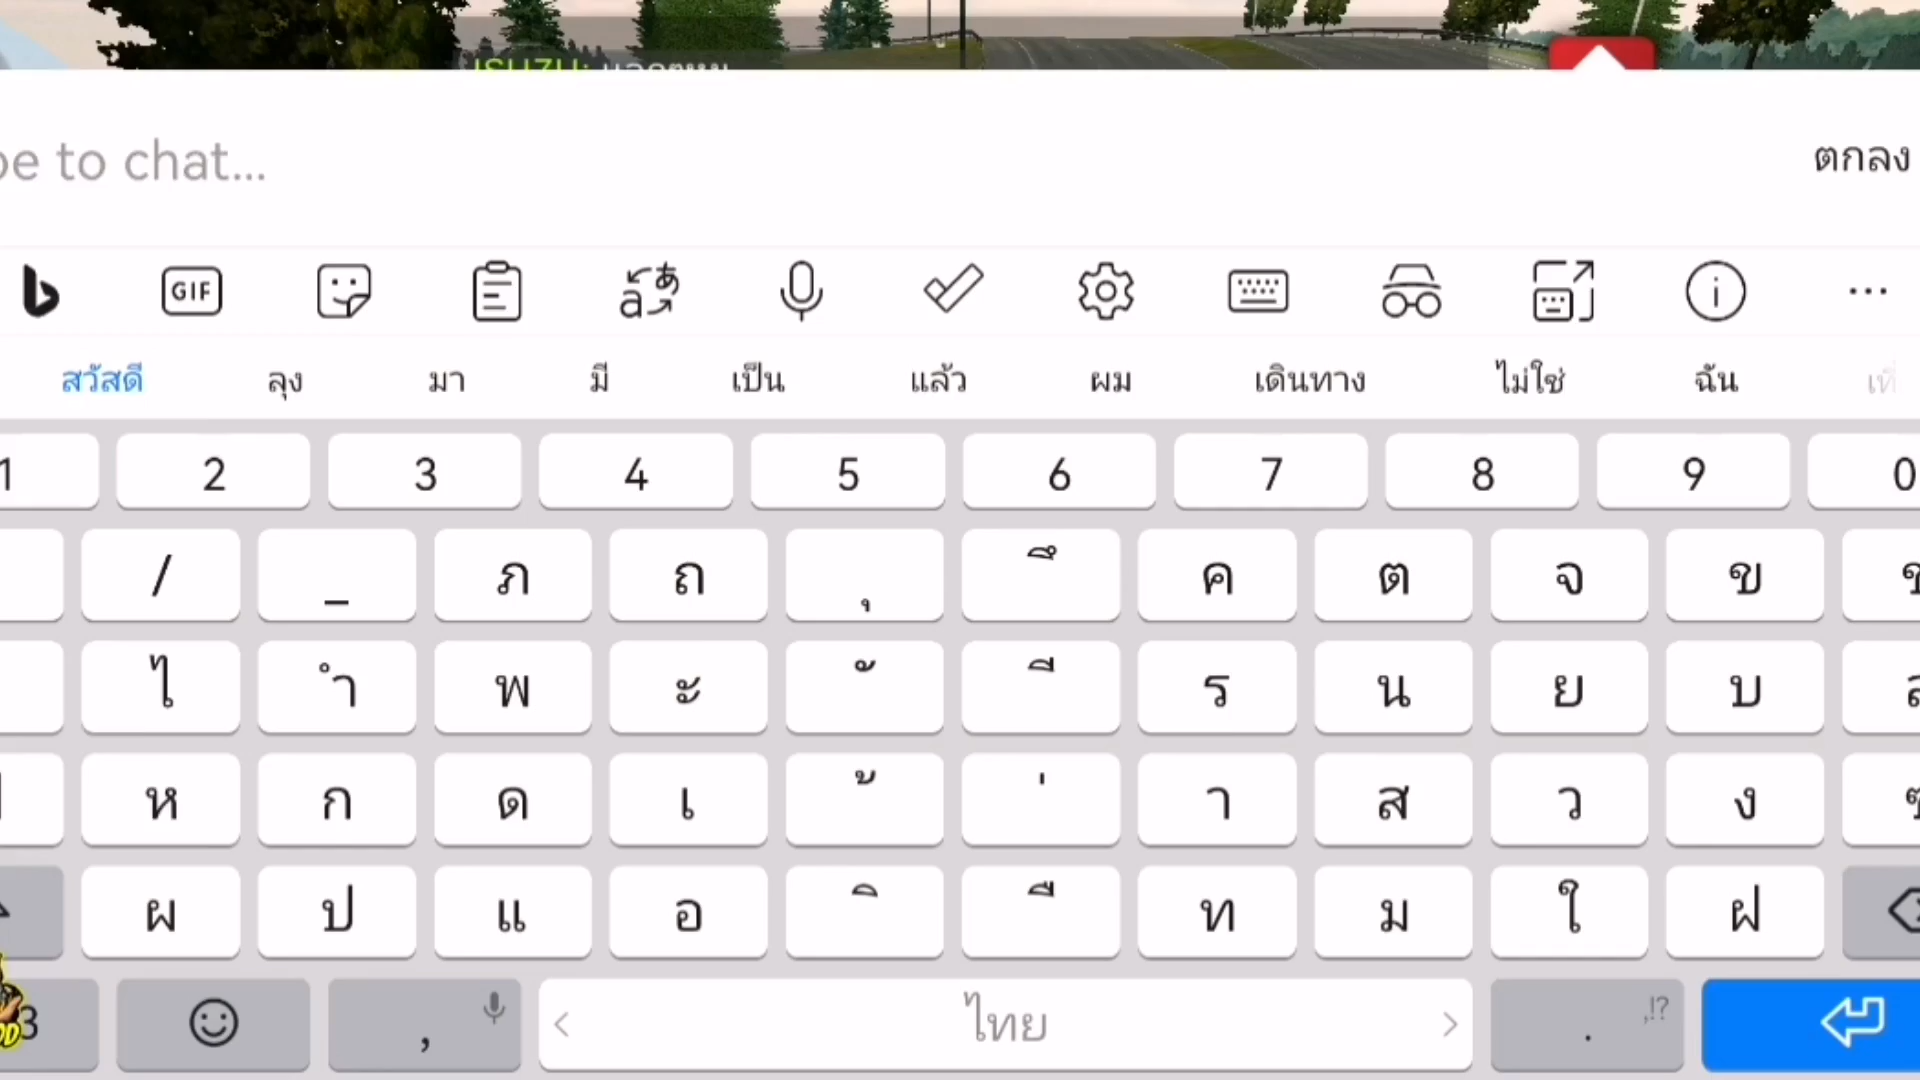 ISUZU:
pe to chat...
ตกลง
GIF
สวัสดี ลุง มา มี เป็น แล้ว ผม เดินทาง ไม่ใช่ ฉัน
1 2 3 4 5 6 7 8 9 0
/ _ ภ ถ ุ ึ ค ต จ ข
ไ ำ พ ะ ั ี ร น ย บ
ห ก ด เ ้ ่ า ส ว ง
ผ ป แ อ ิ ื ท ม ใ ฝ
3 , ไทย . ,!?